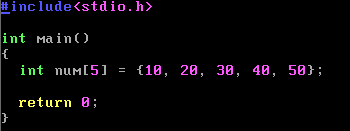 #include<stdio.h>
int main()
{
int num[5] = {10, 20, 30, 40, 50};
return 0;
}